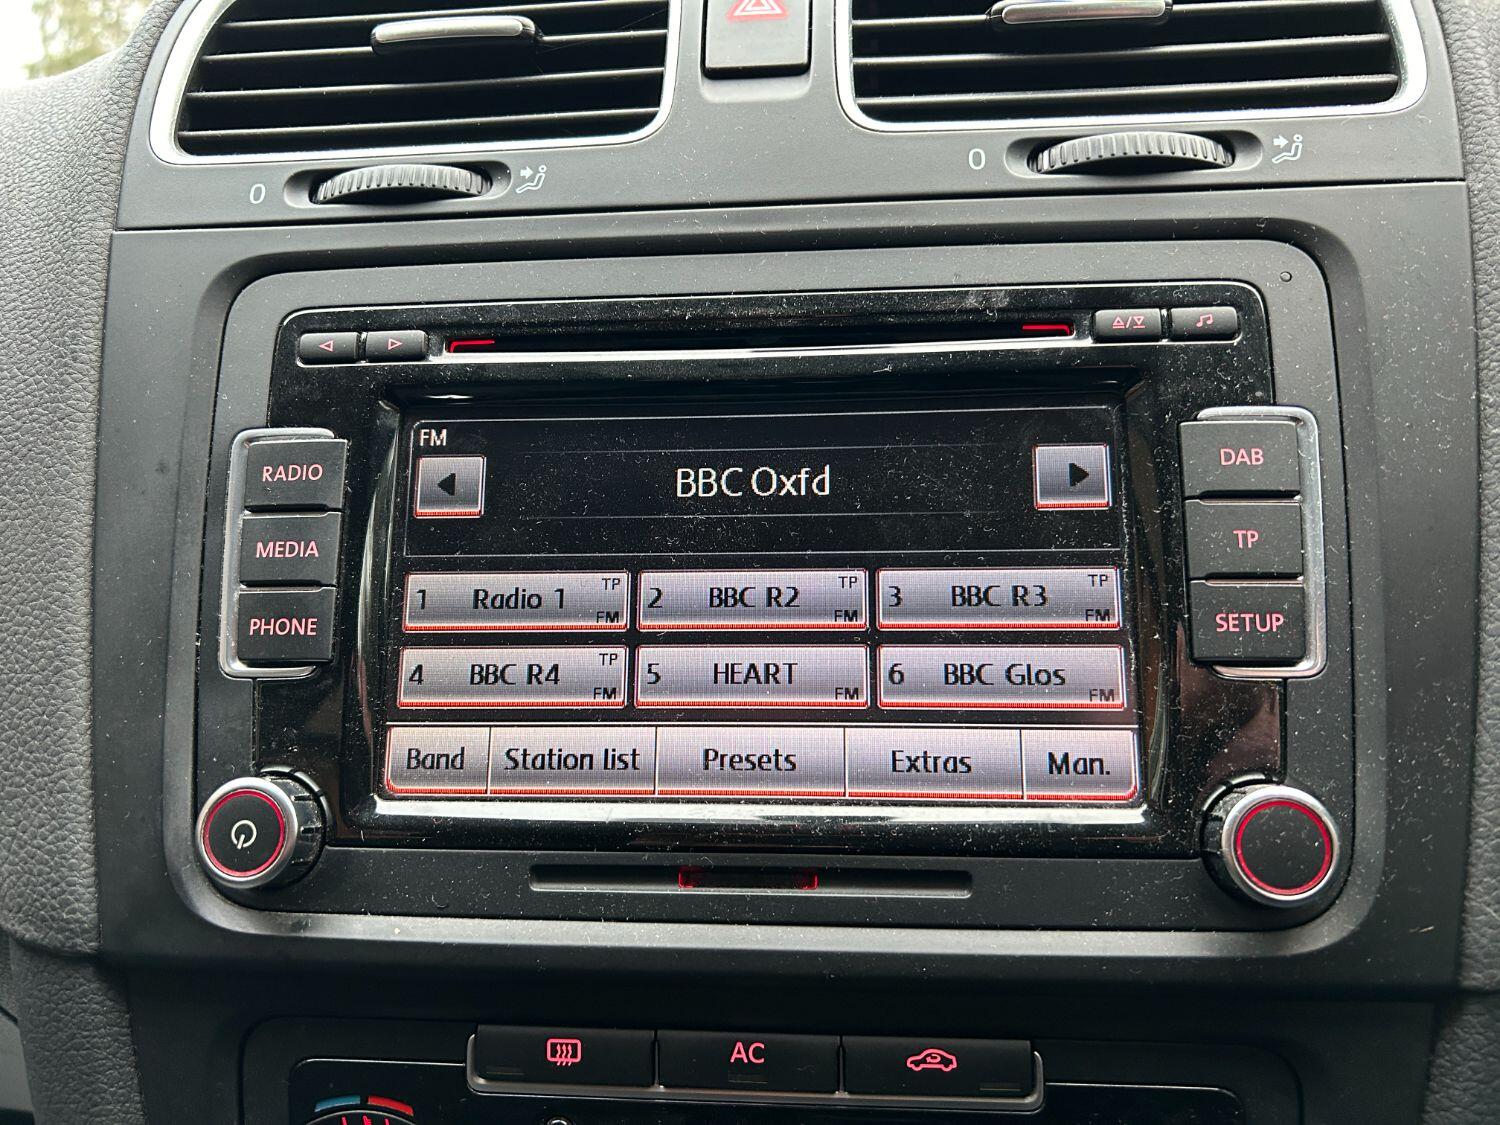 0
0
FM
BBC Oxfd
RADIO
MEDIA
PHONE
DAB
TP
SETUP
1 Radio 1 TP FM
2 BBC R2 TP FM
3 BBC R3 TP FM
4 BBC R4 TP FM
5 HEART FM
6 BBC Glos FM
Band
Station list
Presets
Extras
Man.
AC